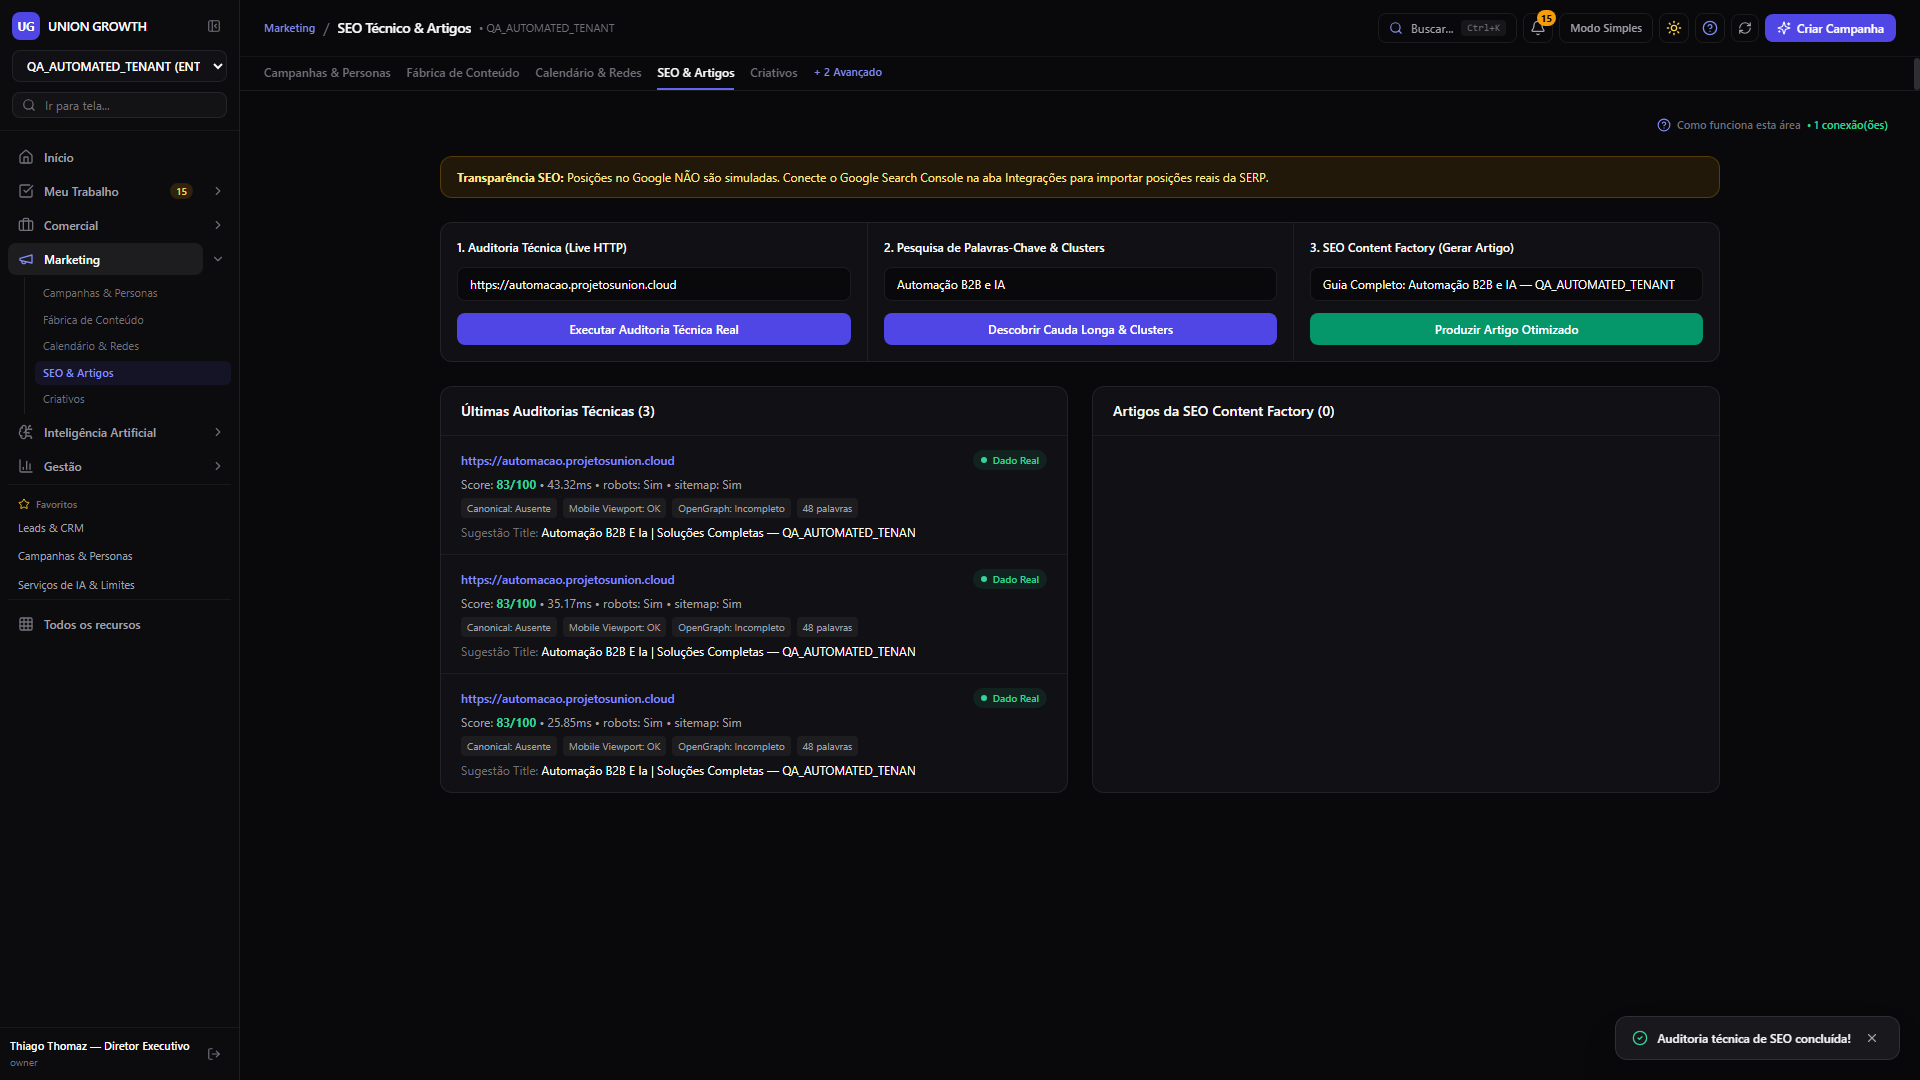 UG UNION GROWTH
QA_AUTOMATED_TENANT (ENT
Ir para tela...
Início
Meu Trabalho 15
Comercial
Marketing
Campanhas & Personas
Fábrica de Conteúdo
Calendário & Redes
SEO & Artigos
Criativos
Inteligência Artificial
Gestão
Favoritos
Leads & CRM
Campanhas & Personas
Serviços de IA & Limites
Todos os recursos
Thiago Thomaz — Diretor Executivo
owner
Marketing / SEO Técnico & Artigos • QA_AUTOMATED_TENANT
Buscar... Ctrl+K
15
Modo Simples
Criar Campanha
Campanhas & Personas Fábrica de Conteúdo Calendário & Redes SEO & Artigos Criativos + 2 Avançado
Como funciona esta área • 1 conexão(ões)
Transparência SEO: Posições no Google NÃO são simuladas. Conecte o Google Search Console na aba Integrações para importar posições reais da SERP.
1. Auditoria Técnica (Live HTTP)
https://automacao.projetosunion.cloud
Executar Auditoria Técnica Real
2. Pesquisa de Palavras-Chave & Clusters
Automação B2B e IA
Descobrir Cauda Longa & Clusters
3. SEO Content Factory (Gerar Artigo)
Guia Completo: Automação B2B e IA — QA_AUTOMATED_TENANT
Produzir Artigo Otimizado
Últimas Auditorias Técnicas (3)
https://automacao.projetosunion.cloud Dado Real
Score: 83/100 • 43.32ms • robots: Sim • sitemap: Sim
Canonical: Ausente Mobile Viewport: OK OpenGraph: Incompleto 48 palavras
Sugestão Title: Automação B2B E Ia | Soluções Completas — QA_AUTOMATED_TENAN
https://automacao.projetosunion.cloud Dado Real
Score: 83/100 • 35.17ms • robots: Sim • sitemap: Sim
Canonical: Ausente Mobile Viewport: OK OpenGraph: Incompleto 48 palavras
Sugestão Title: Automação B2B E Ia | Soluções Completas — QA_AUTOMATED_TENAN
https://automacao.projetosunion.cloud Dado Real
Score: 83/100 • 25.85ms • robots: Sim • sitemap: Sim
Canonical: Ausente Mobile Viewport: OK OpenGraph: Incompleto 48 palavras
Sugestão Title: Automação B2B E Ia | Soluções Completas — QA_AUTOMATED_TENAN
Artigos da SEO Content Factory (0)
Auditoria técnica de SEO concluída!